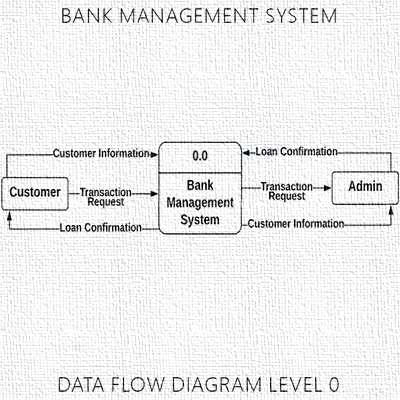 BANK MANAGEMENT SYSTEM
Customer Information
0.0
Loan Confirmation
Customer
Transaction
Request
Bank
Management
System
Transaction
Request
Admin
Loan Confirmation
Customer Information
DATA FLOW DIAGRAM LEVEL 0